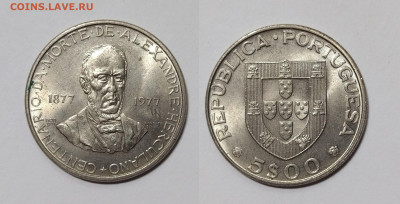 COINS.LAVE.RU
CENTENARIO·DA·MORTE·DE·ALEXANDRE·HERCULANO
1877 1977
REPUBLICA·PORTUGUESA
5$00